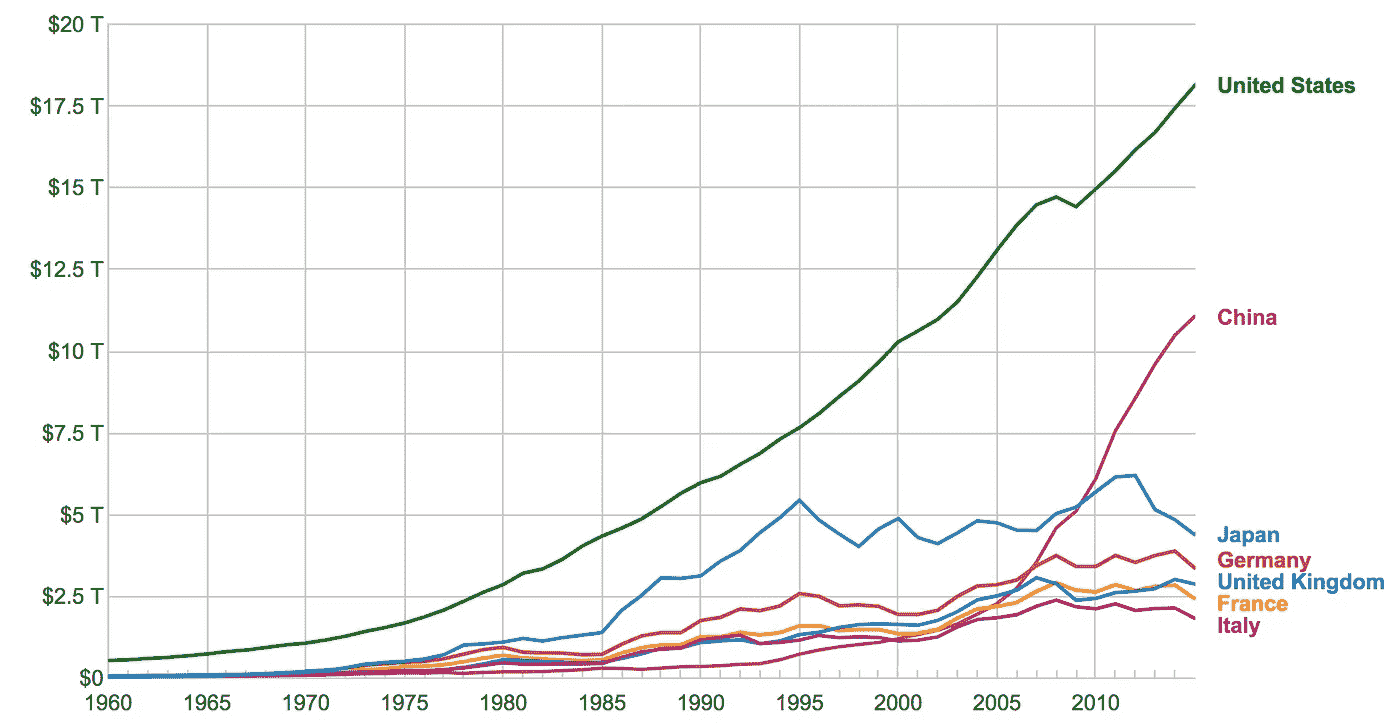 $20 T
$17.5 T
$15 T
$12.5 T
$10 T
$7.5 T
$5 T
$2.5 T
$0
1960 1965 1970 1975 1980 1985 1990 1995 2000 2005 2010
United States
China
Japan
Germany
United Kingdom
France
Italy